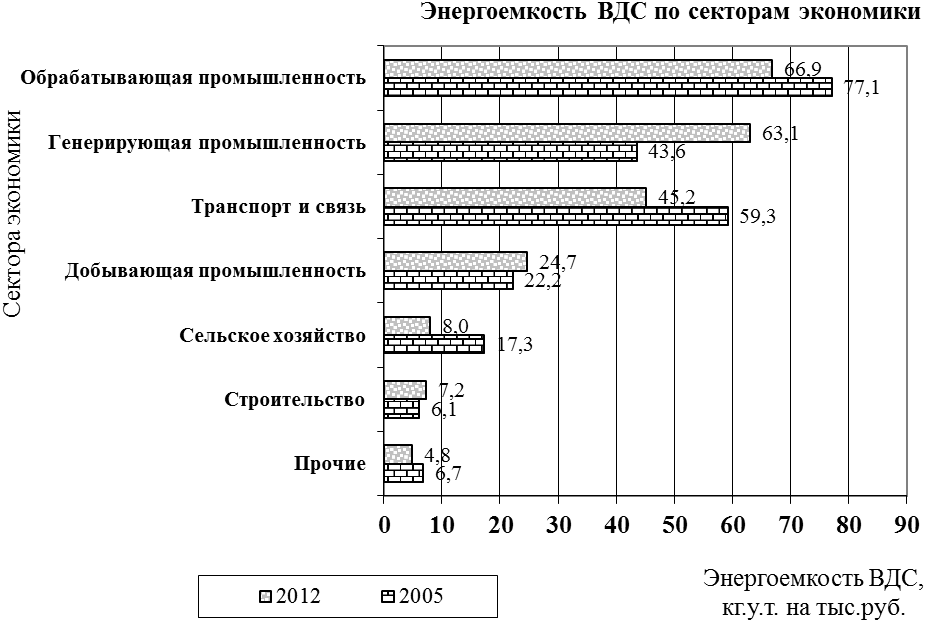 Энергоемкость ВДС по секторам экономики
Сектора экономики
Обрабатывающая промышленность
66,9
77,1
Генерирующая промышленность
63,1
43,6
Транспорт и связь
45,2
59,3
Добывающая промышленность
24,7
22,2
Сельское хозяйство
8,0
17,3
Строительство
7,2
6,1
Прочие
4,8
6,7
0 10 20 30 40 50 60 70 80 90
Энергоемкость ВДС,
кг.у.т. на тыс.руб.
2012 2005